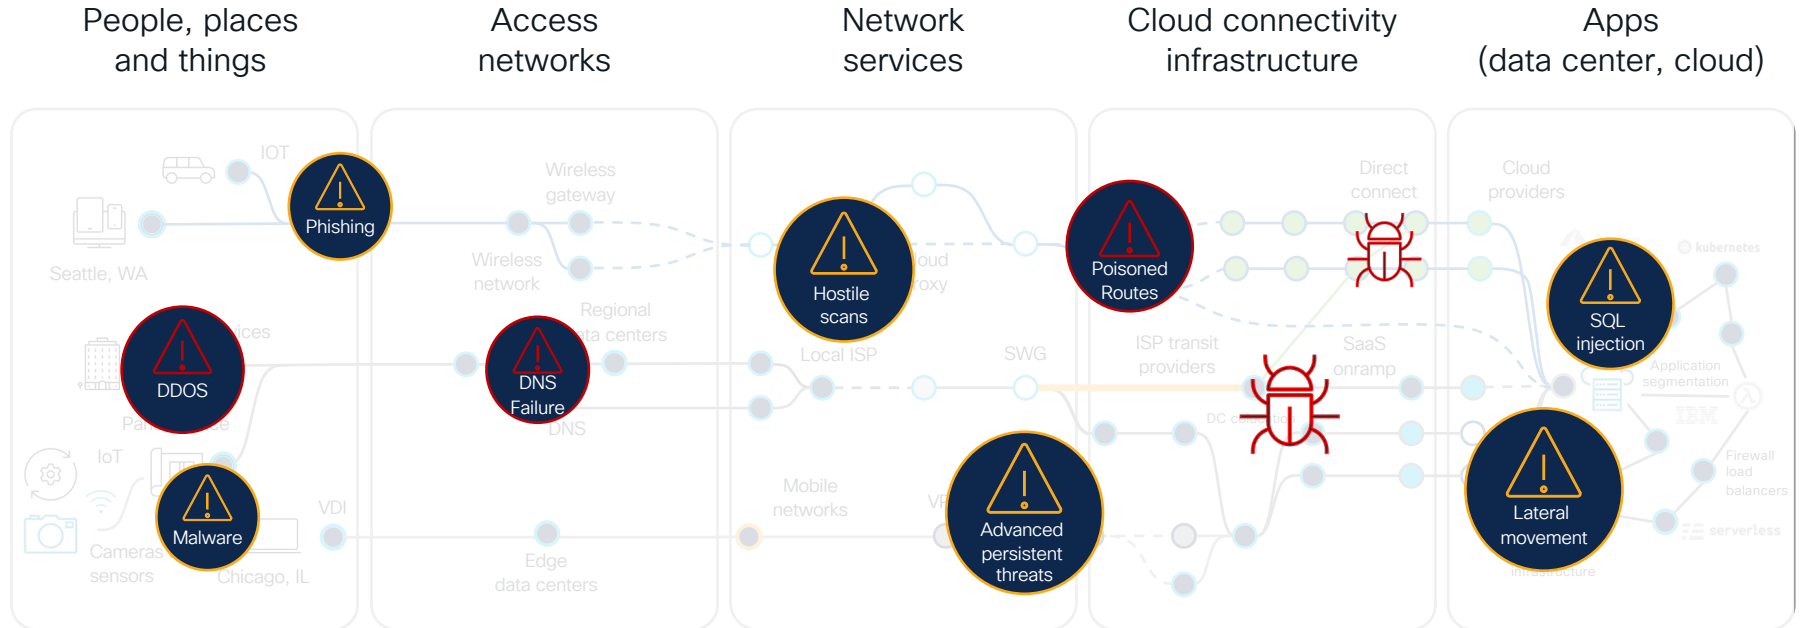 People, places
and things
Access
networks
Network
services
Cloud connectivity
infrastructure
Apps
(data center, cloud)
IOT
Phishing
Seattle, WA
DDOS
IoT
Malware
Cameras
sensors
Chicago, IL
VDI
Wireless
gateway
Wireless
network
Regional
DNS
Failure
DNS
Edge
data centers
Hostile
scans
Local ISP
SWG
Mobile
networks
Advanced
persistent
threats
Poisoned
Routes
Direct
connect
ISP transit
providers
SaaS
onramp
DC
Cloud
providers
kubernetes
SQL
injection
Application
segmentation
IBM
λ
Firewall
load
balancers
Lateral
movement
serverless
infrastructure